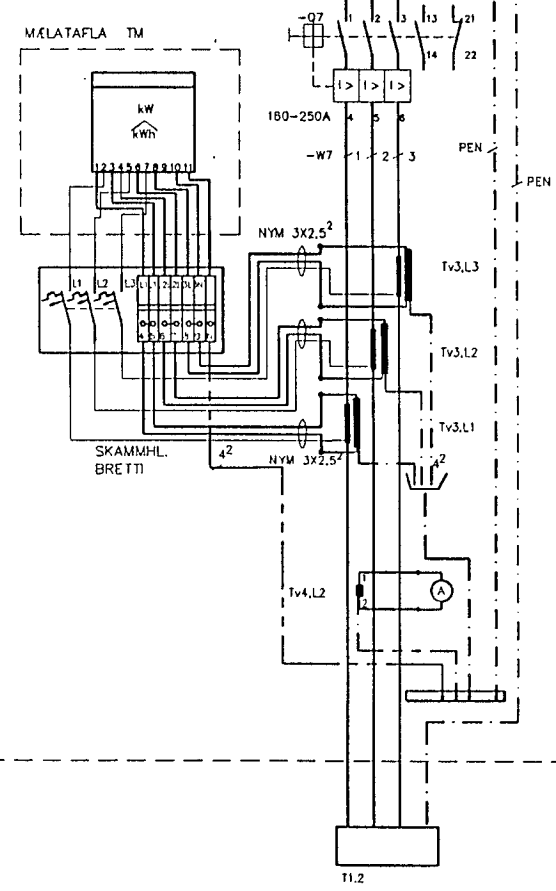 -Q7
1 2 3 13 21
14 22
MÆLATAFLA TM
I> I> I>
160-250A 4 5 6
kW
kWh
1 2 3 4 5 6 7 8 9 10 11
-W7 1 2 3
PEN
PEN
NYM 3X2,5²
Tv3,L3
L1 L2 L3
Tv3,L2
Tv3,L1
SKAMMHL.
BRETTI
4²
NYM 3X2,5²
4²
1
A
Tv4,L2
2
T1.2